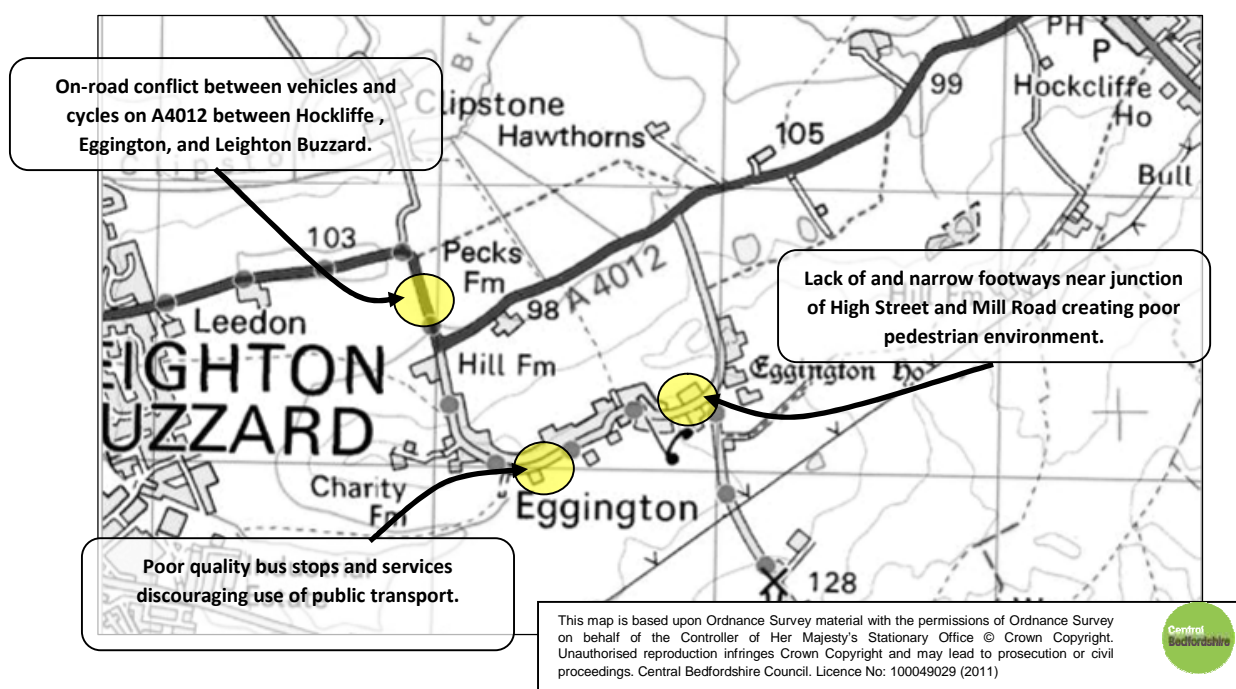 On-road conflict between vehicles and
cycles on A4012 between Hockliffe ,
Eggington, and Leighton Buzzard.
Clipstone
Hawthorns
PH
P
Hockcliffe
Ho
Bull
99
105
103
Pecks
Fm
A 4012
98
Leedon
EIGHTON
UZZARD
Hill Fm
Lack of and narrow footways near junction
of High Street and Mill Road creating poor
pedestrian environment.
Hill Fm
Eggington Ho
Charity
Fm
Eggington
128
Poor quality bus stops and services
discouraging use of public transport.
This map is based upon Ordnance Survey material with the permissions of Ordnance Survey
on behalf of the Controller of Her Majesty's Stationary Office © Crown Copyright.
Unauthorised reproduction infringes Crown Copyright and may lead to prosecution or civil
proceedings. Central Bedfordshire Council. Licence No: 100049029 (2011)
Central
Bedfordshire